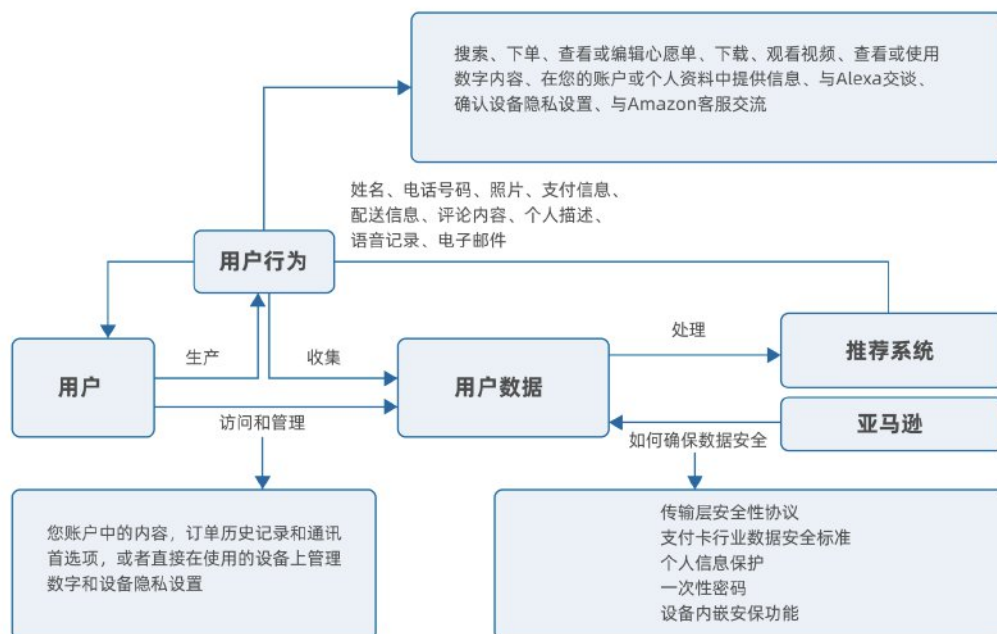 搜索、下单、查看或编辑心愿单、下载、观看视频、查看或使用
数字内容、在您的账户或个人资料中提供信息、与Alexa交谈、
确认设备隐私设置、与Amazon客服交流
姓名、电话号码、照片、支付信息、
配送信息、评论内容、个人描述、
语音记录、电子邮件
用户行为
处理
生产
收集
用户
用户数据
推荐系统
访问和管理
亚马逊
如何确保数据安全
您账户中的内容，订单历史记录和通讯
首选项，或者直接在使用的设备上管理
数字和设备隐私设置
传输层安全性协议
支付卡行业数据安全标准
个人信息保护
一次性密码
设备内嵌安保功能